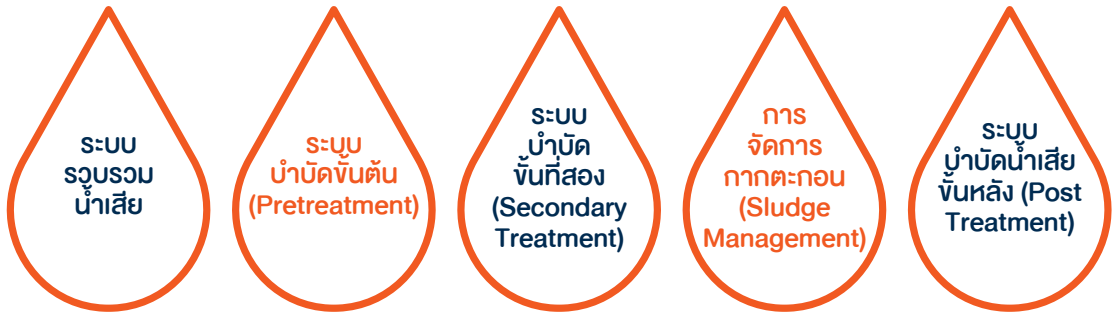 ระบบ
รวบรวม
น้ำเสีย
ระบบ
บำบัดขั้นต้น
(Pretreatment)
ระบบ
บำบัด
ขั้นที่สอง
(Secondary
Treatment)
การ
จัดการ
กากตะกอน
(Sludge
Management)
ระบบ
บำบัดน้ำเสีย
ขั้นหลัง (Post
Treatment)